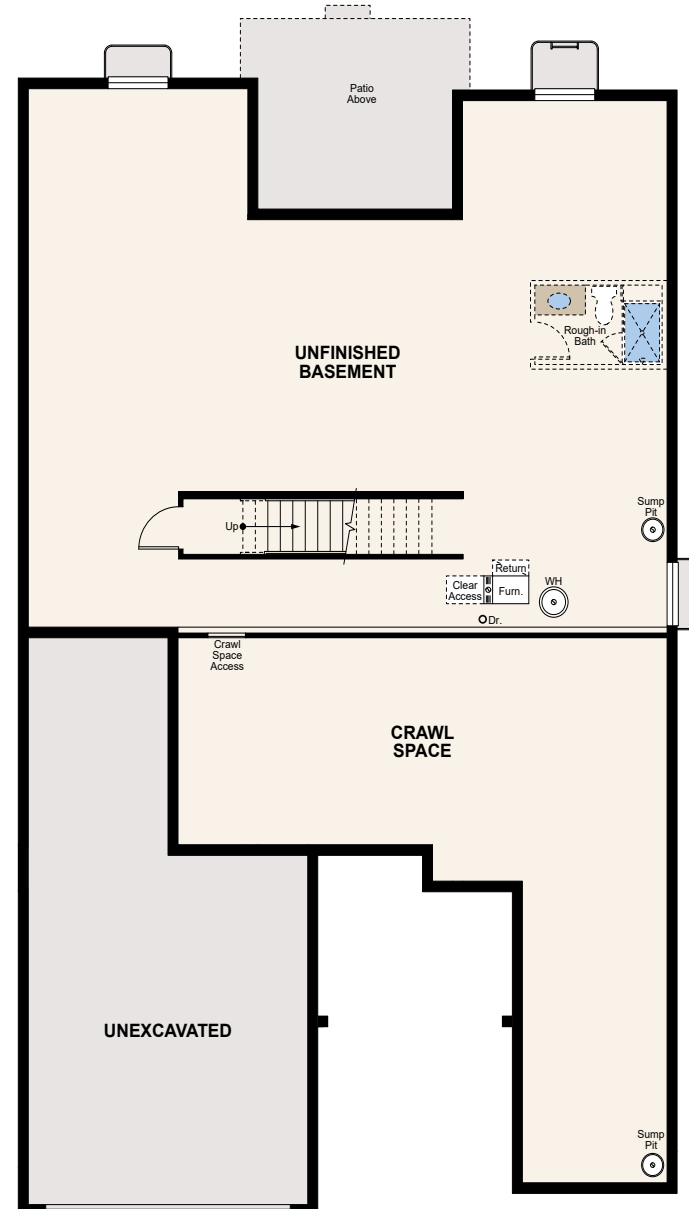 Patio
Above
Rough-in
Bath
UNFINISHED
BASEMENT
Sump
Pit
Up
Return
Clear
Access
Furn.
WH
Dr.
Crawl
Space
Access
CRAWL
SPACE
UNEXCAVATED
Sump
Pit